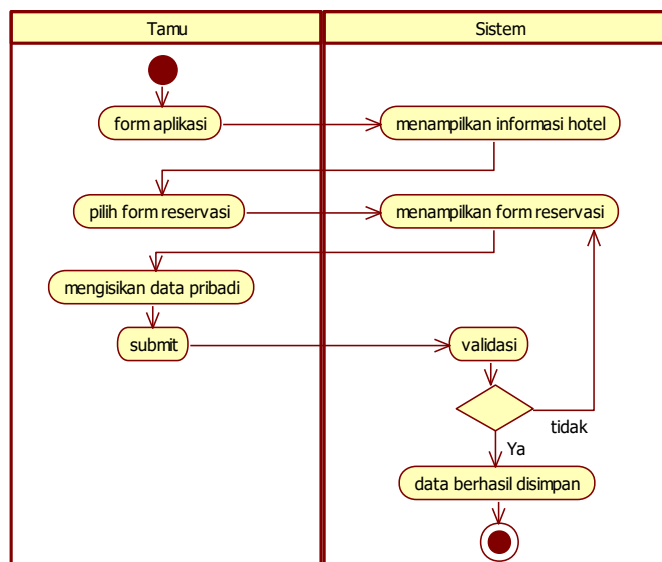 Tamu
Sistem
form aplikasi
menampilkan informasi hotel
pilih form reservasi
menampilkan form reservasi
mengisikan data pribadi
submit
validasi
tidak
Ya
data berhasil disimpan